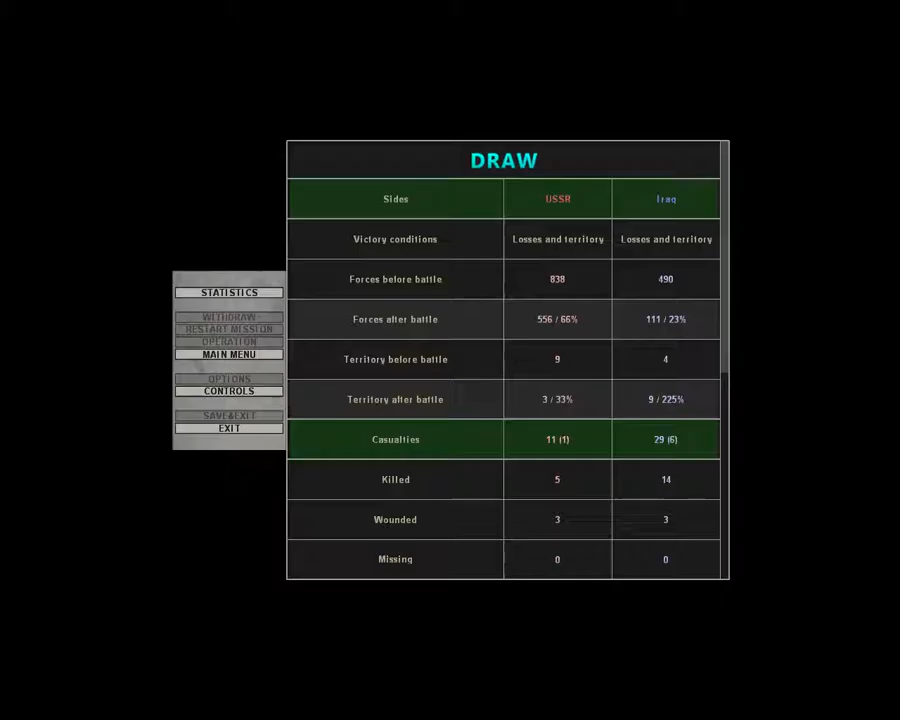 DRAW
Sides USSR Iraq
Victory conditions Losses and territory Losses and territory
Forces before battle 838 490
Forces after battle 556 / 66% 111 / 23%
Territory before battle 9 4
Territory after battle 3 / 33% 9 / 225%
Casualties 11 (1) 29 (6)
Killed 5 14
Wounded 3 3
Missing 0 0
STATISTICS
WITHDRAW
RESTART MISSION
OPERATION
MAIN MENU
OPTIONS
CONTROLS
SAVE&EXIT
EXIT